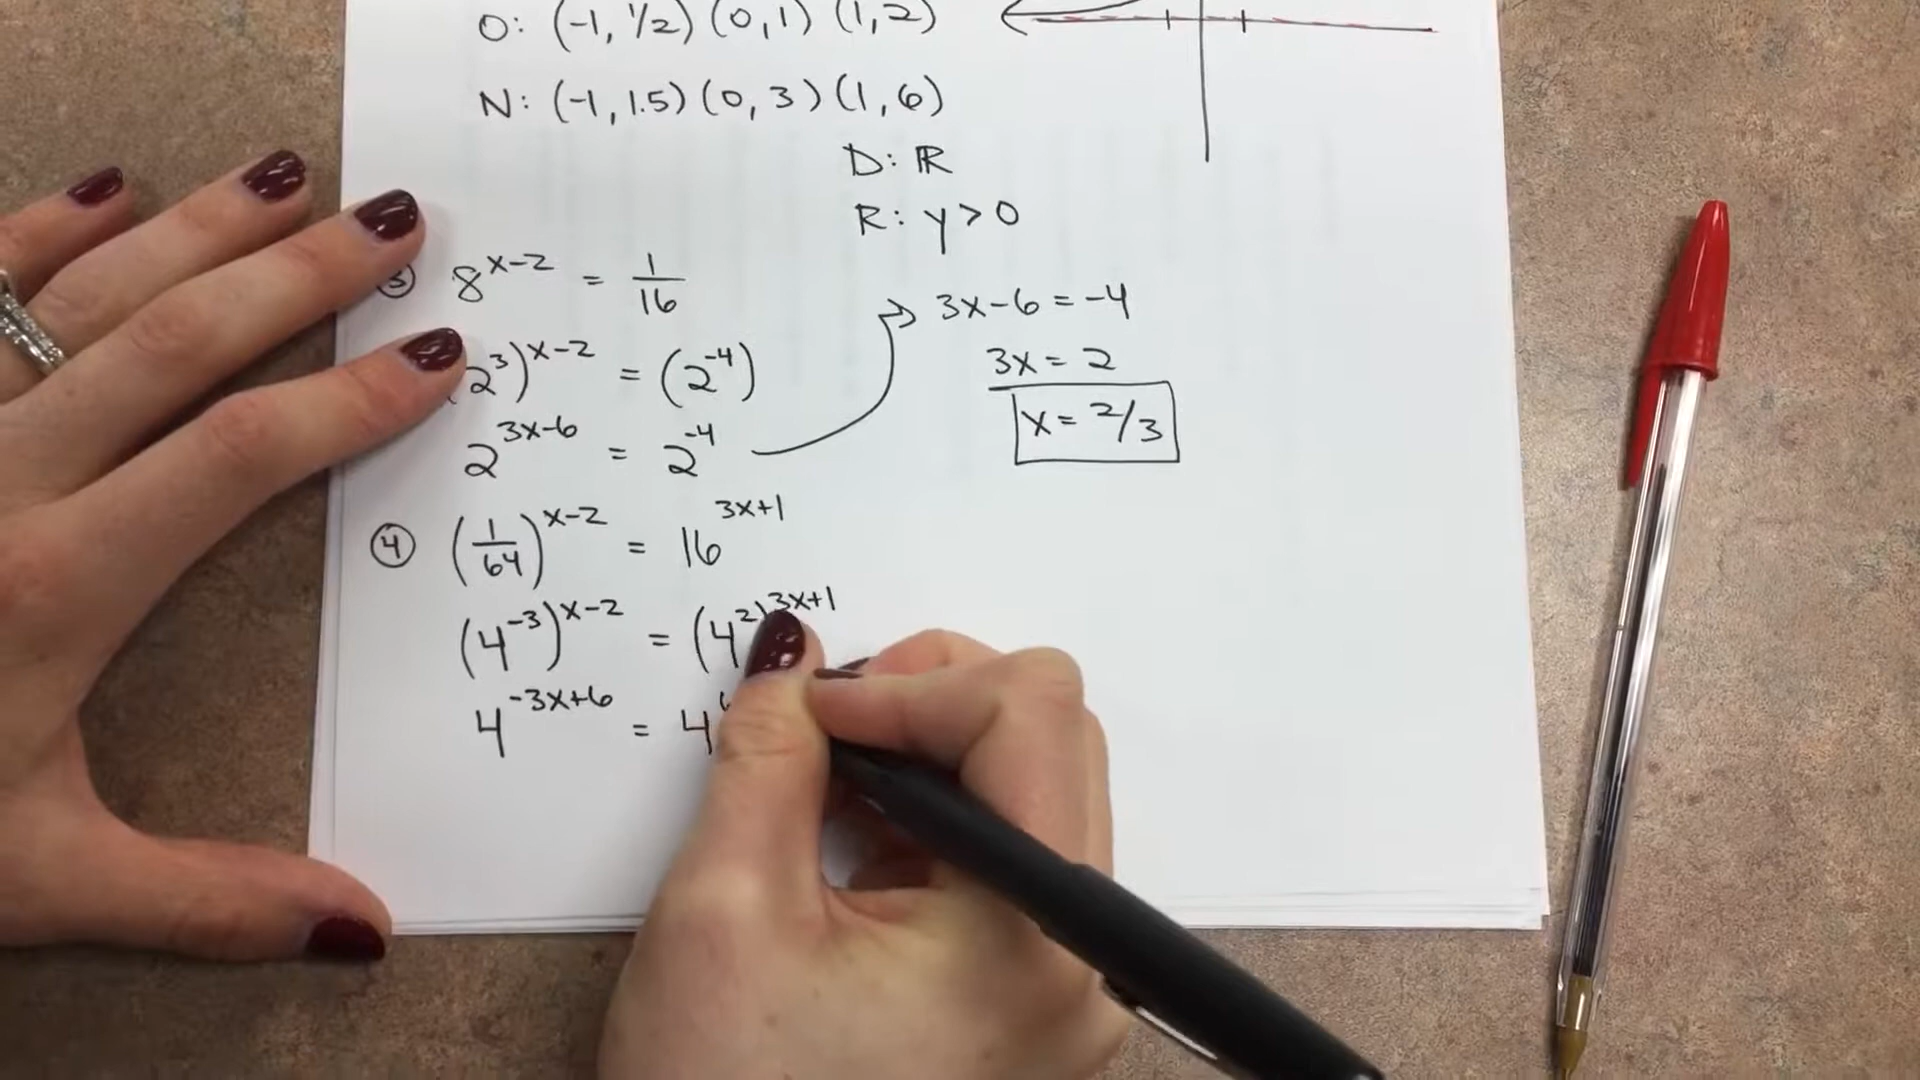 O: (-1, 1/2) (0, 1) (1, 2)
N: (-1, 1.5) (0, 3) (1, 6)
D: ℝ
R: y > 0
③ 8^{x-2} = 1/16
2^3)^{x-2} = (2^{-4})
2^{3x-6} = 2^{-4}
3x-6 = -4
3x = 2
x = 2/3
④ (1/64)^{x-2} = 16^{3x+1}
(4^{-3})^{x-2} = (4^2)^{3x+1}
4^{-3x+6} = 4